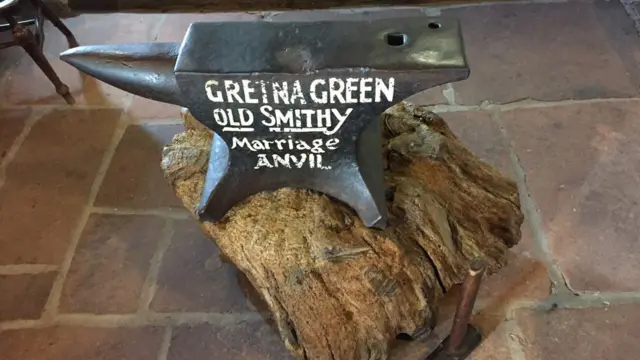 GRETNA GREEN
OLD SMITHY
Marriage
ANVIL